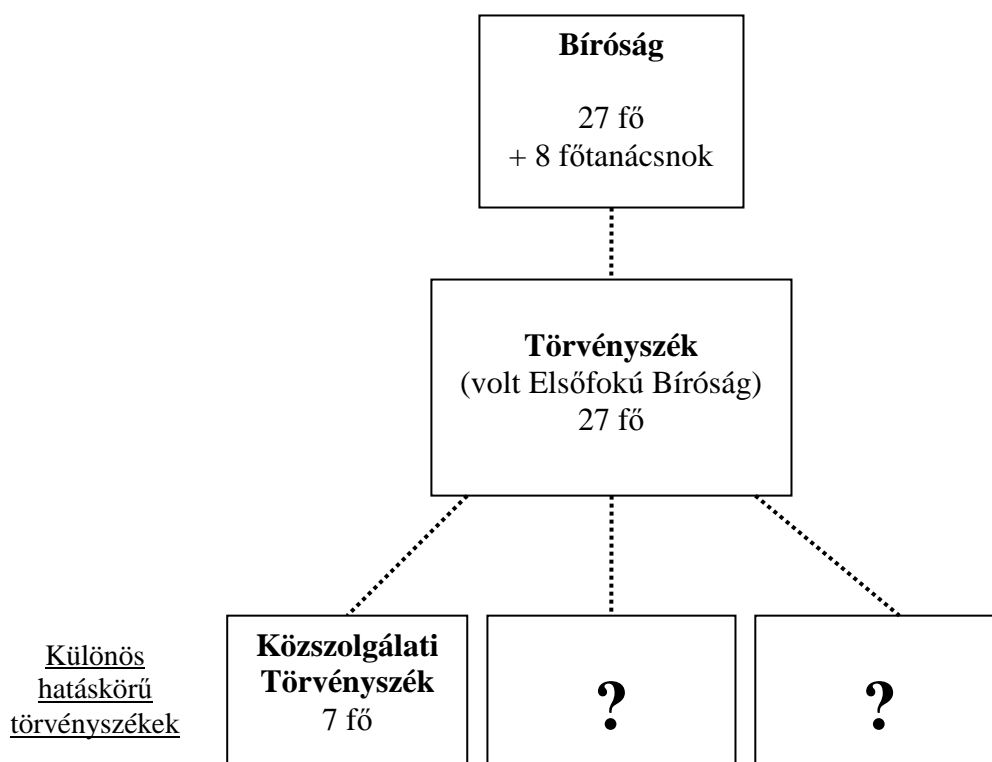 Bíróság
27 fő
+ 8 főtanácsnok
Törvényszék
(volt Elsőfokú Bíróság)
27 fő
Különös
hatáskörű
törvényszékek
Közszolgálati
Törvényszék
7 fő
?
?